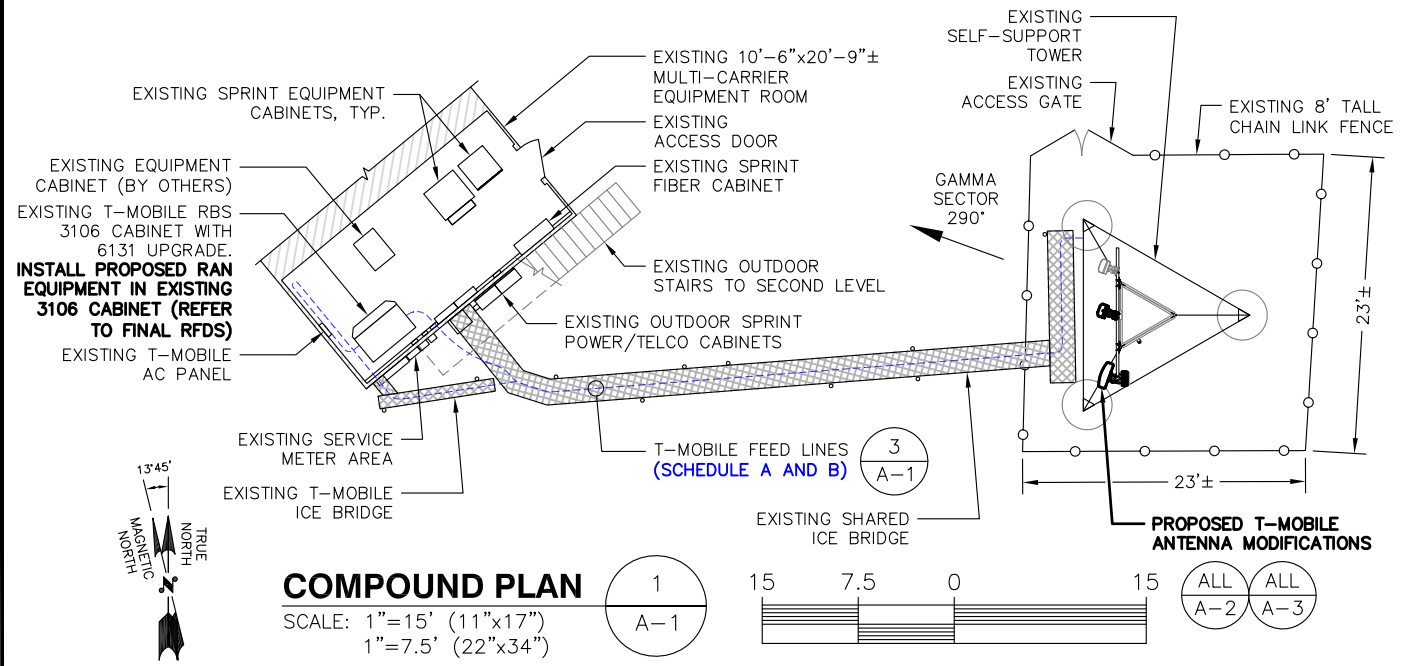 EXISTING SPRINT EQUIPMENT
CABINETS, TYP.
EXISTING EQUIPMENT
CABINET (BY OTHERS)
EXISTING T-MOBILE RBS
3106 CABINET WITH
6131 UPGRADE.
INSTALL PROPOSED RAN
EQUIPMENT IN EXISTING
3106 CABINET (REFER
TO FINAL RFDS)
EXISTING T-MOBILE
AC PANEL
EXISTING SERVICE
METER AREA
EXISTING T-MOBILE
ICE BRIDGE
EXISTING 10'-6"x20'-9"±
MULTI-CARRIER
EQUIPMENT ROOM
EXISTING
ACCESS DOOR
EXISTING SPRINT
FIBER CABINET
EXISTING OUTDOOR
STAIRS TO SECOND LEVEL
EXISTING OUTDOOR SPRINT
POWER/TELCO CABINETS
T-MOBILE FEED LINES
(SCHEDULE A AND B)
3
A-1
EXISTING SHARED
ICE BRIDGE
GAMMA
SECTOR
290°
EXISTING
SELF-SUPPORT
TOWER
EXISTING
ACCESS GATE
EXISTING 8' TALL
CHAIN LINK FENCE
23'±
23'±
PROPOSED T-MOBILE
ANTENNA MODIFICATIONS
ALL
A-2
ALL
A-3
13°45'
TRUE
NORTH
MAGNETIC
NORTH
N
COMPOUND PLAN
SCALE: 1"=15' (11"x17")
1"=7.5' (22"x34")
1
A-1
15 7.5 0 15